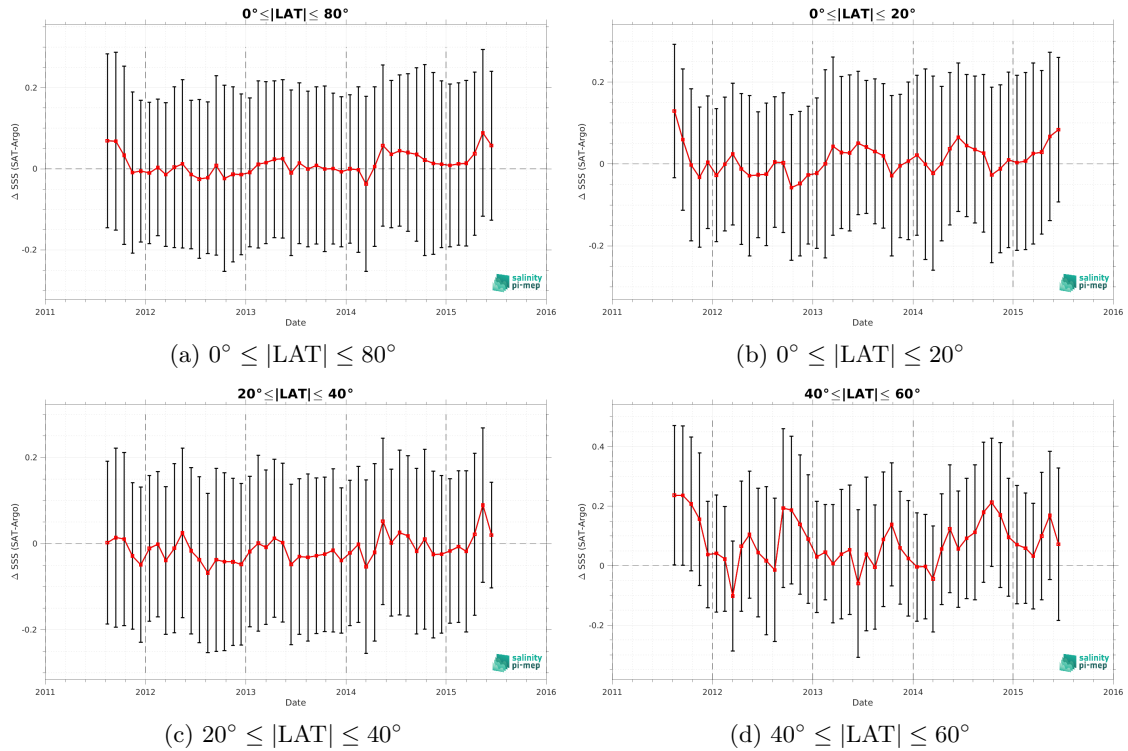 0°≤|LAT|≤ 80°
Δ SSS (SAT-Argo)
0.2
0
-0.2
2011 2012 2013 2014 2015 2016
Date
salinity
pi-mep
(a) 0° ≤ |LAT| ≤ 80°
0°≤|LAT|≤ 20°
Δ SSS (SAT-Argo)
0.2
0
-0.2
2011 2012 2013 2014 2015 2016
Date
salinity
pi-mep
(b) 0° ≤ |LAT| ≤ 20°
20°≤|LAT|≤ 40°
Δ SSS (SAT-Argo)
0.2
0
-0.2
2011 2012 2013 2014 2015 2016
Date
salinity
pi-mep
(c) 20° ≤ |LAT| ≤ 40°
40°≤|LAT|≤ 60°
Δ SSS (SAT-Argo)
0.4
0.2
0
-0.2
2011 2012 2013 2014 2015 2016
Date
salinity
pi-mep
(d) 40° ≤ |LAT| ≤ 60°